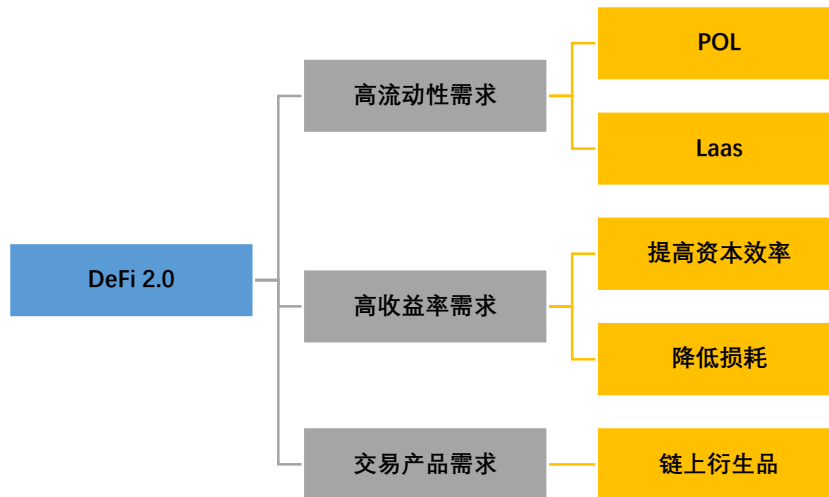 DeFi 2.0
高流动性需求
POL
Laas
高收益率需求
提高资本效率
降低损耗
交易产品需求
链上衍生品